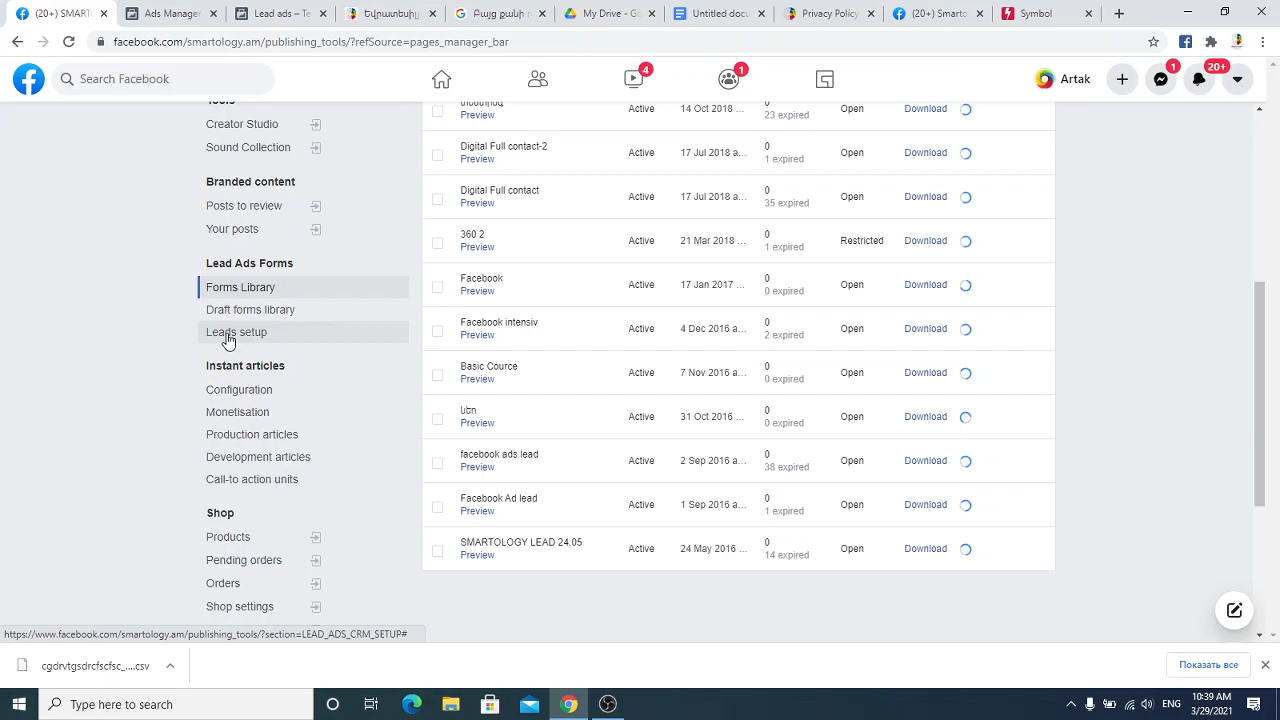 (20+) SMART
Ads Manager
Lead ads – Te
Եկրատանելի
Բայց քանի ո
My Drive - Go
Untitled docu
Privacy Policy
(20+) Smarto
Symbol
facebook.com/smartology.am/publishing_tools/?refSource=pages_manager_bar
Search Facebook
4
1
Artak
1
20+
Tools
Creator Studio
Sound Collection
Branded content
Posts to review
Your posts
Lead Ads Forms
Forms Library
Draft forms library
Leads setup
Instant articles
Configuration
Monetisation
Production articles
Development articles
Call-to action units
Shop
Products
Pending orders
Orders
Shop settings
Preview Active 14 Oct 2018 ... 0 Open Download
23 expired
Digital Full contact-2 Active 17 Jul 2018 a... 0 Open Download
Preview 1 expired
Digital Full contact Active 17 Jul 2018 a... 0 Open Download
Preview 35 expired
360 2 Active 21 Mar 2018 ... 0 Restricted Download
Preview 1 expired
Facebook Active 17 Jan 2017 ... 0 Open Download
Preview 0 expired
Facebook intensiv Active 4 Dec 2016 a... 0 Open Download
Preview 2 expired
Basic Cource Active 7 Nov 2016 a... 0 Open Download
Preview 0 expired
նեո Active 31 Oct 2016 ... 0 Open Download
Preview 0 expired
facebook ads lead Active 2 Sep 2016 a... 0 Open Download
Preview 38 expired
Facebook Ad lead Active 1 Sep 2016 a... 0 Open Download
Preview 1 expired
SMARTOLOGY LEAD 24.05 Active 24 May 2016 ... 0 Open Download
Preview 14 expired
https://www.facebook.com/smartology.am/publishing_tools/?section=LEAD_ADS_CRM_SETUP#
cgdrvtgsdrcfscfsc_....csv
Показать все
Type here to search
ENG
10:39 AM
3/29/2021